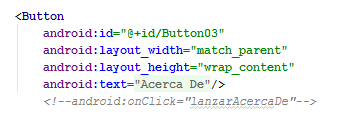 <Button
android:id="@+id/Button03"
android:layout_width="match_parent"
android:layout_height="wrap_content"
android:text="Acerca De"/>
<!--android:onClick="lanzarAcercaDe"-->